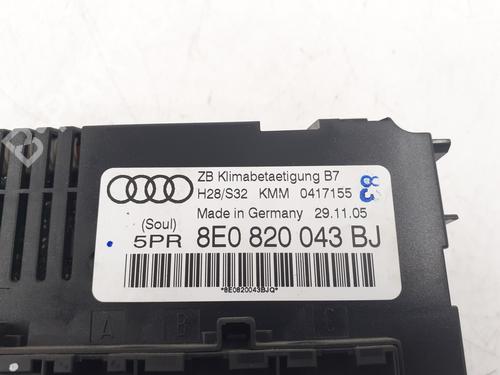 ZB Klimabetaetigung B7
H28/S32 KMM 0417155
Made in Germany 29.11.05
(Soul)
5PR 8E0 820 043 BJ
*8E0820043BJQ*
A B C